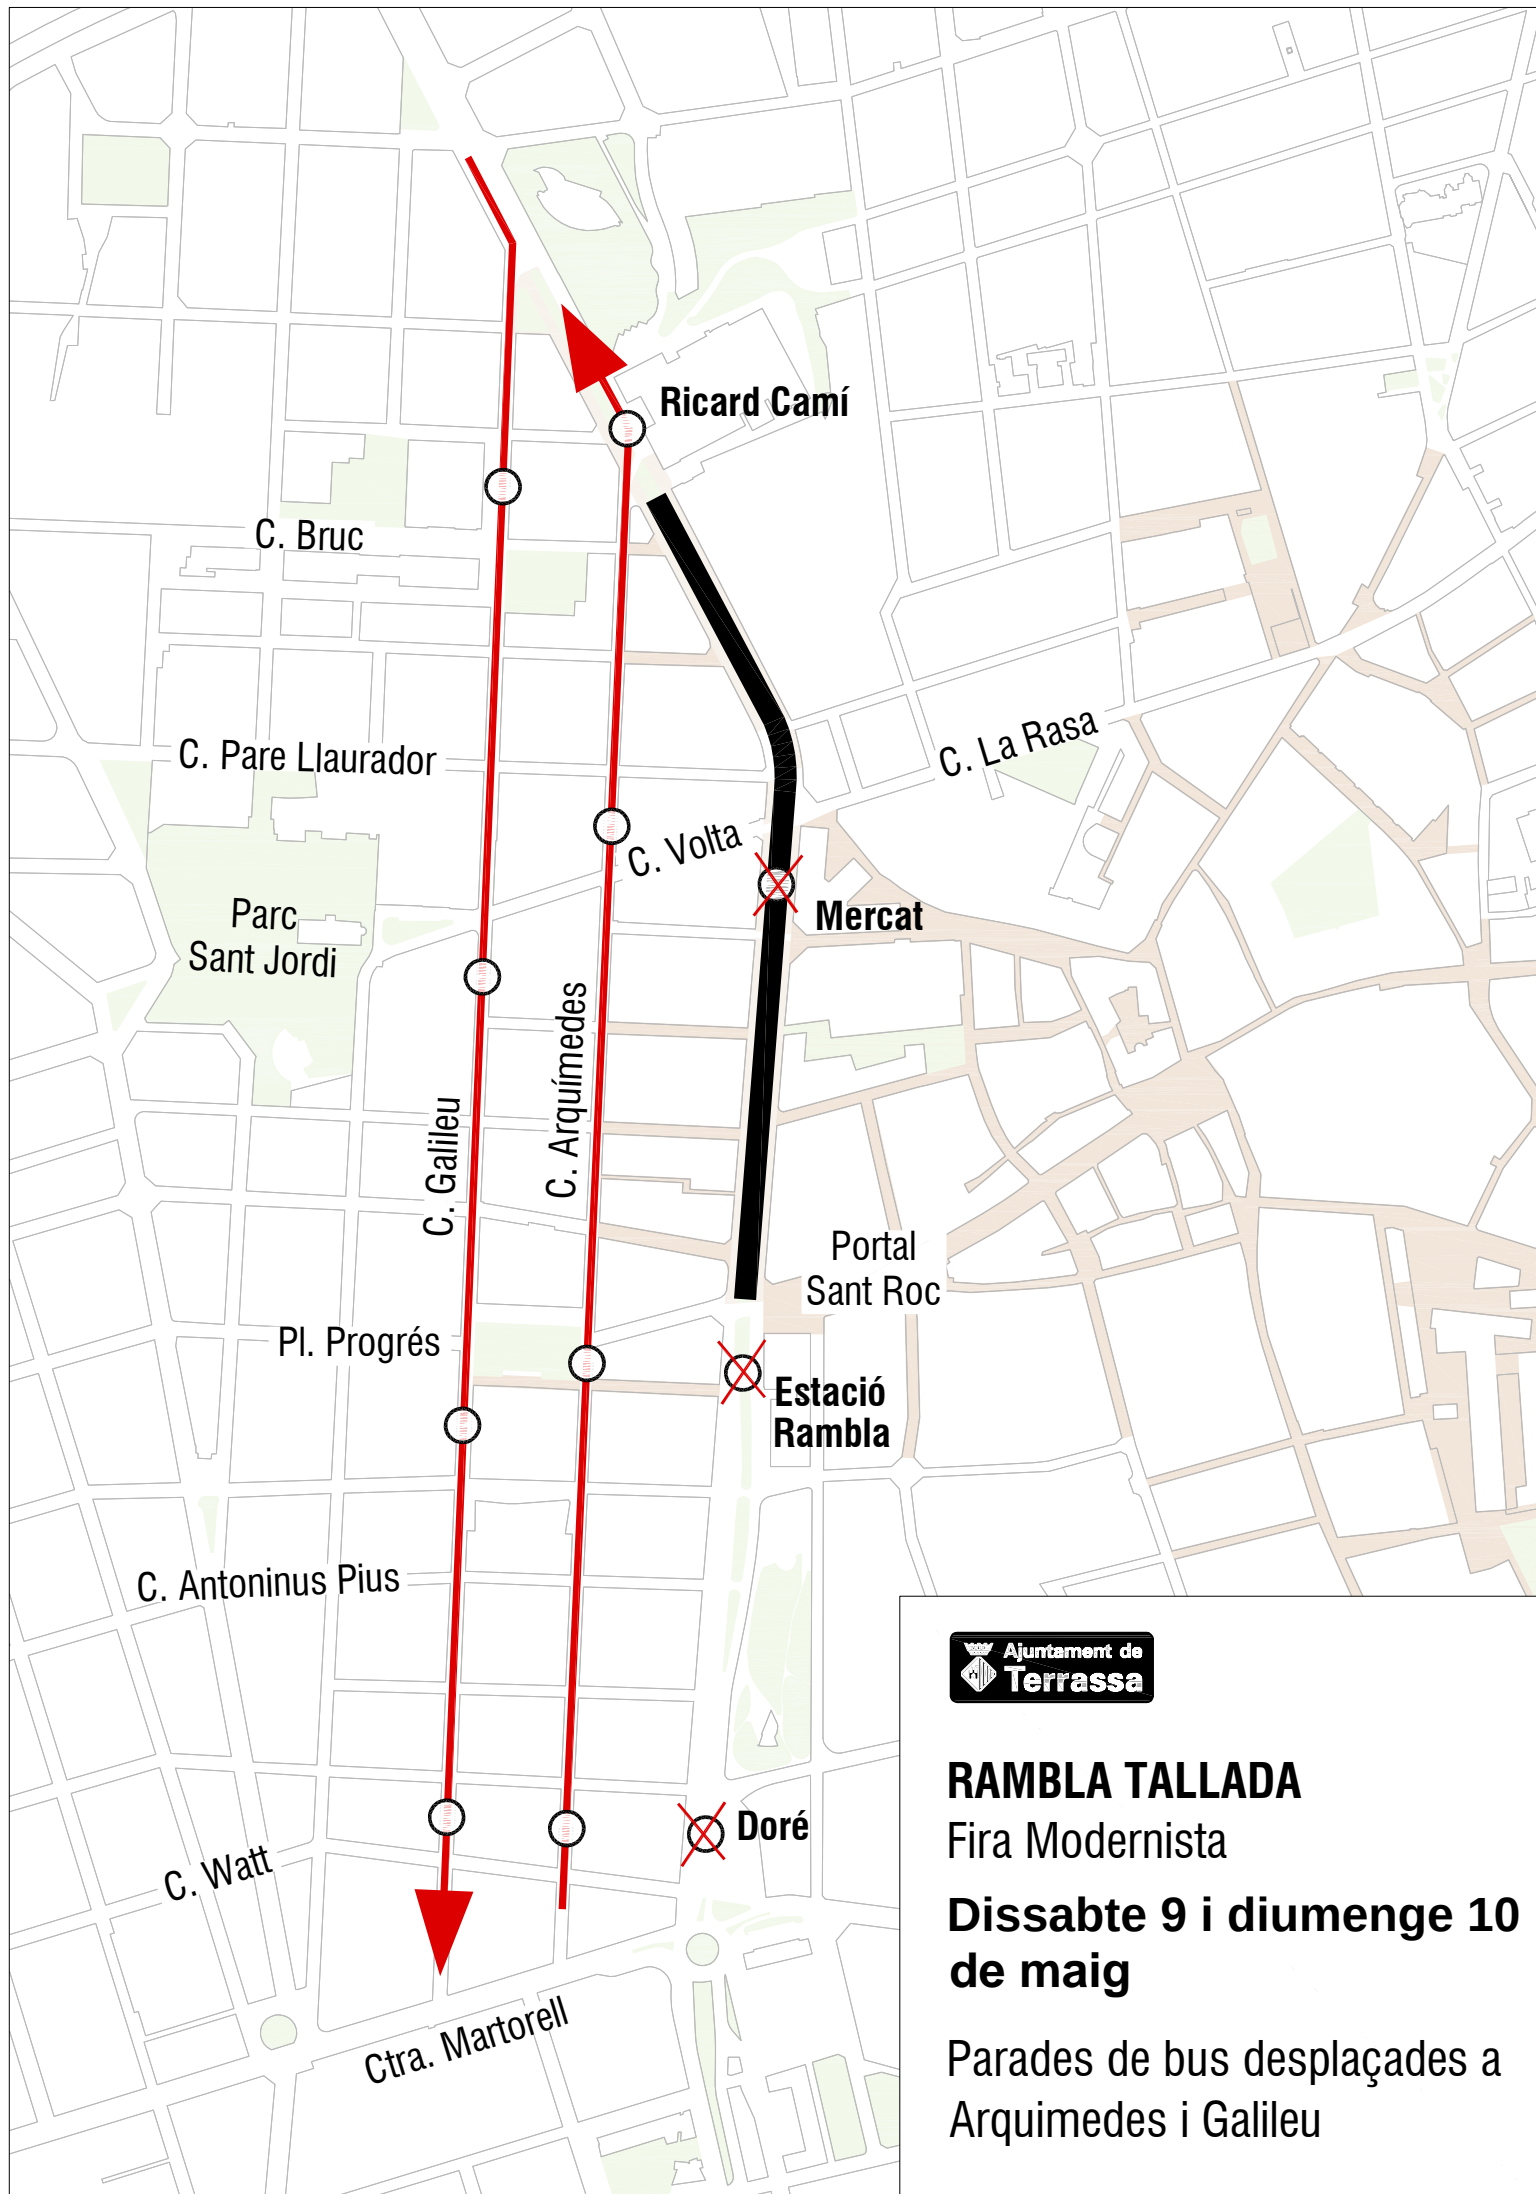 Ricard Camí
C. Bruc
C. La Rasa
C. Pare Llaurador
C. Volta
Mercat
Parc
Sant Jordi
C. Arquímedes
C. Galileu
Portal
Sant Roc
Pl. Progrés
Estació
Rambla
C. Antoninus Pius
Doré
C. Watt
Ctra. Martorell
Ajuntament de
Terrassa
RAMBLA TALLADA
Fira Modernista
Dissabte 9 i diumenge 10
de maig
Parades de bus desplaçades a
Arquimedes i Galileu